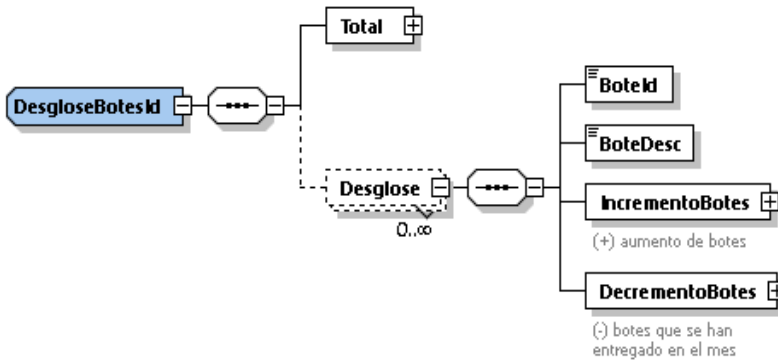 Total
DesgloseBotesId
BoteId
BoteDesc
Desglose
0..∞
IncrementoBotes
(+) aumento de botes
DecrementoBotes
(-) botes que se han
entregado en el mes